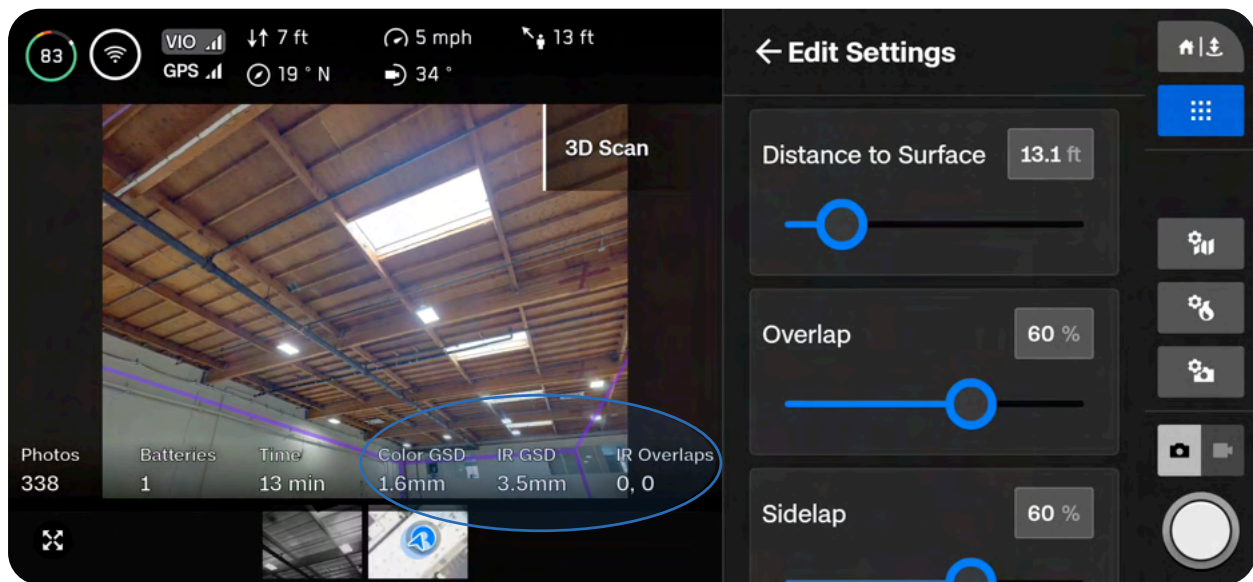 83
VIO
GPS
7 ft
19 ° N
5 mph
34 °
13 ft
3D Scan
Photos
338
Batteries
1
Time
13 min
Color GSD
1.6mm
IR GSD
3.5mm
IR Overlaps
0, 0
Edit Settings
Distance to Surface 13.1 ft
Overlap 60 %
Sidelap 60 %